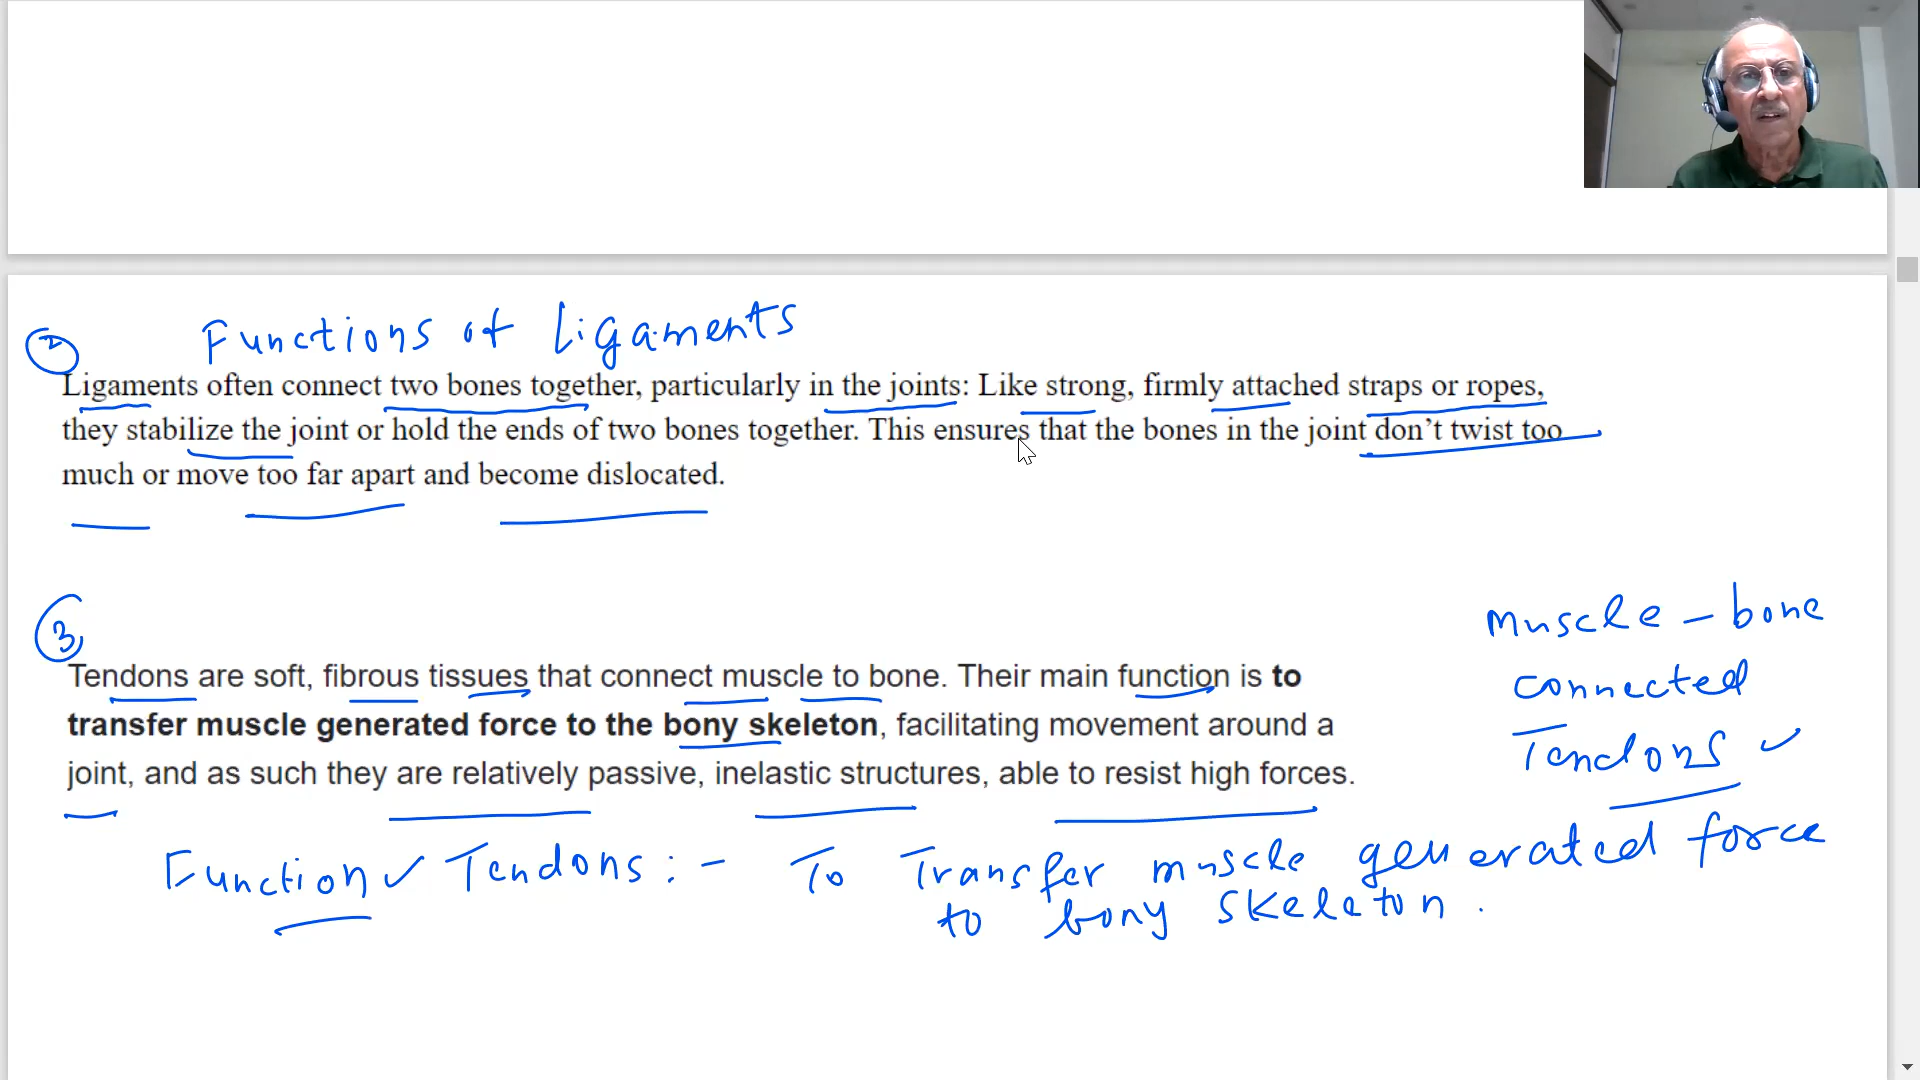 ② Functions of Ligaments
Ligaments often connect two bones together, particularly in the joints: Like strong, firmly attached straps or ropes,
they stabilize the joint or hold the ends of two bones together. This ensures that the bones in the joint don’t twist too
much or move too far apart and become dislocated.
③
Tendons are soft, fibrous tissues that connect muscle to bone. Their main function is to
transfer muscle generated force to the bony skeleton, facilitating movement around a
joint, and as such they are relatively passive, inelastic structures, able to resist high forces.
Muscle – bone
connected
Tendons ✓
Function ✓ Tendons :- To Transfer muscle generated force
to bony skeleton.